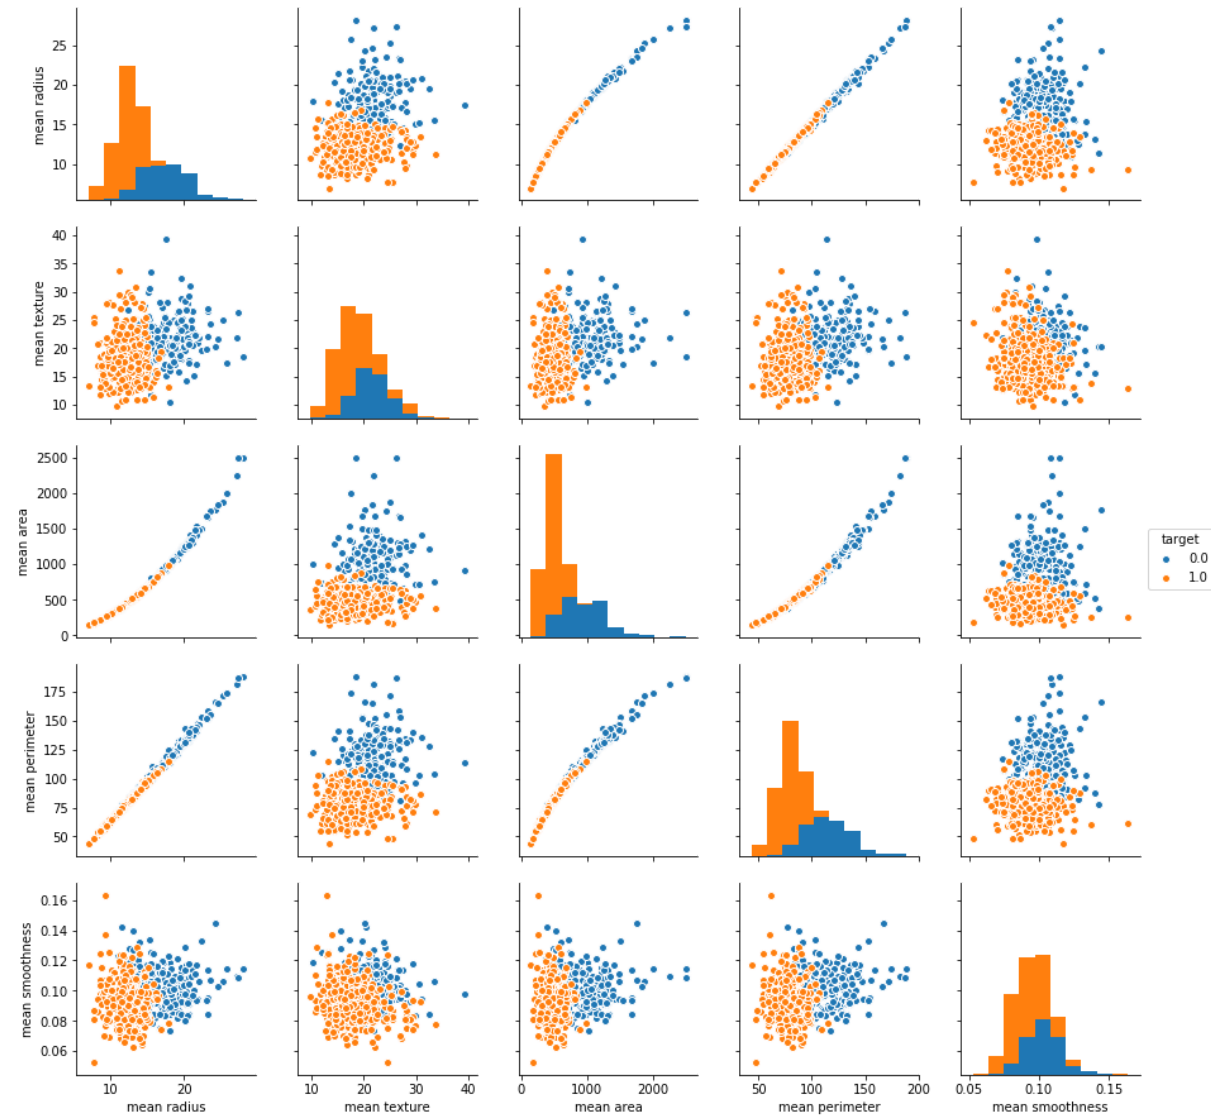 mean radius
25
20
15
10
mean texture
40
35
30
25
20
15
10
mean area
2500
2000
1500
1000
500
0
target
0.0
1.0
mean perimeter
175
150
125
100
75
50
mean smoothness
0.16
0.14
0.12
0.10
0.08
0.06
10 20
10 20 30 40
0 1000 2000
50 100 150 200
0.05 0.10 0.15
mean radius
mean texture
mean area
mean perimeter
mean smoothness